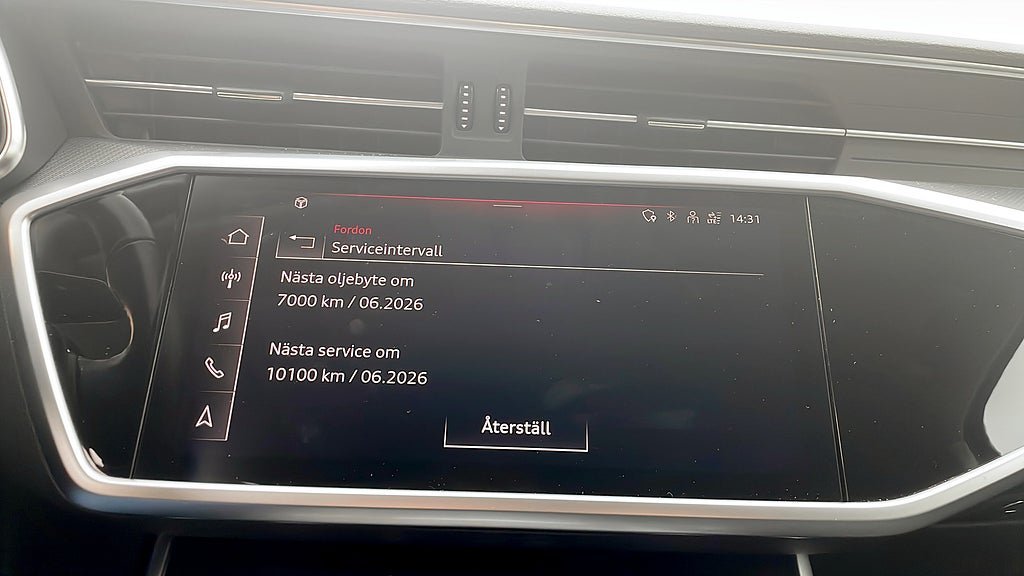 14:31
Fordon
Serviceintervall
Nästa oljebyte om
7000 km / 06.2026
Nästa service om
10100 km / 06.2026
Återställ